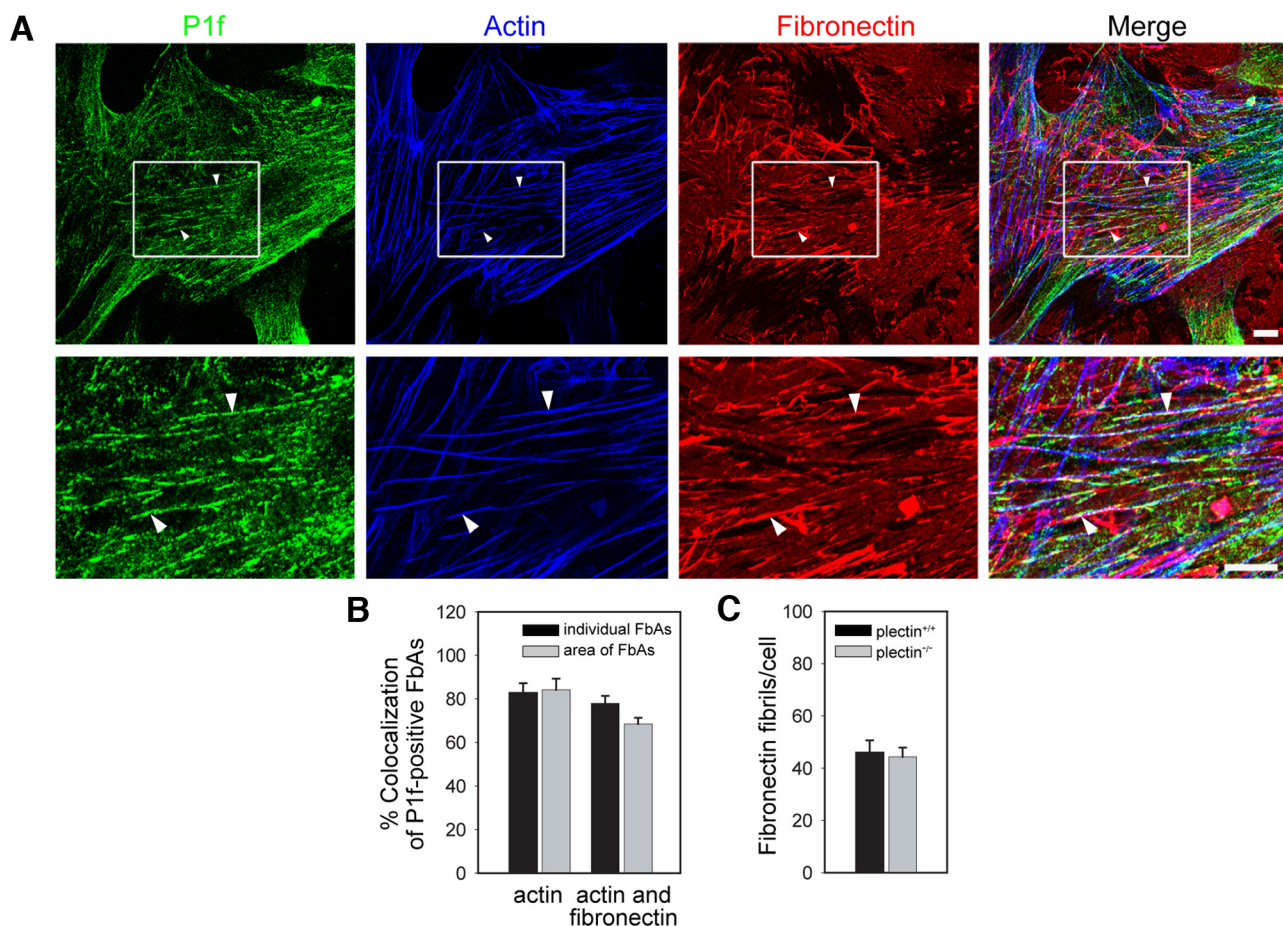 A
P1f
Actin
Fibronectin
Merge
B
% Colocalization
of P1f-positive FbAs
120
100
80
60
40
20
0
individual FbAs
area of FbAs
actin
actin and
fibronectin
C
Fibronectin fibrils/cell
100
80
60
40
20
0
plectin⁺/⁺
plectin⁻/⁻